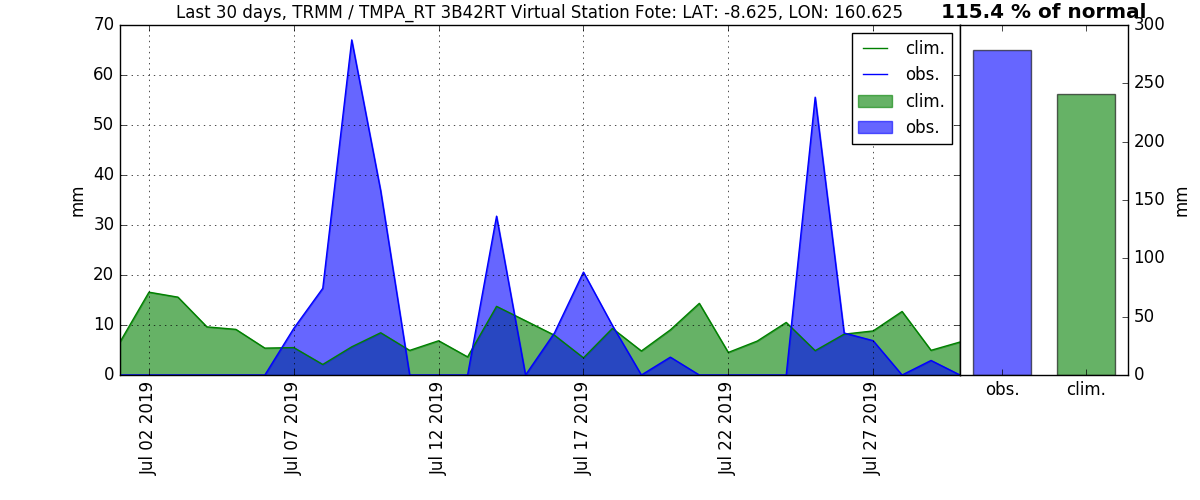 Last 30 days, TRMM / TMPA_RT 3B42RT Virtual Station Fote: LAT: -8.625, LON: 160.625
115.4 % of normal
70
60
50
40
30
20
10
0
mm
clim.
obs.
clim.
obs.
Jul 02 2019
Jul 07 2019
Jul 12 2019
Jul 17 2019
Jul 22 2019
Jul 27 2019
300
250
200
150
100
50
0
mm
obs.
clim.